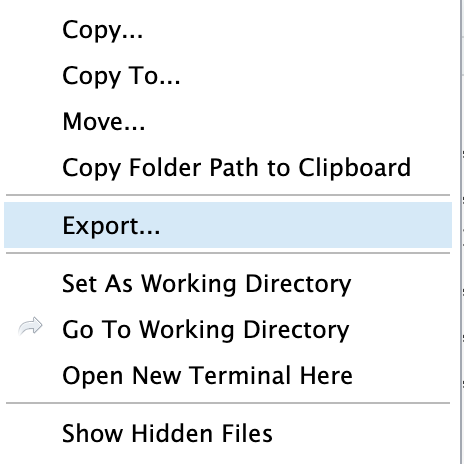 Copy...
Copy To...
Move...
Copy Folder Path to Clipboard
Export...
Set As Working Directory
Go To Working Directory
Open New Terminal Here
Show Hidden Files